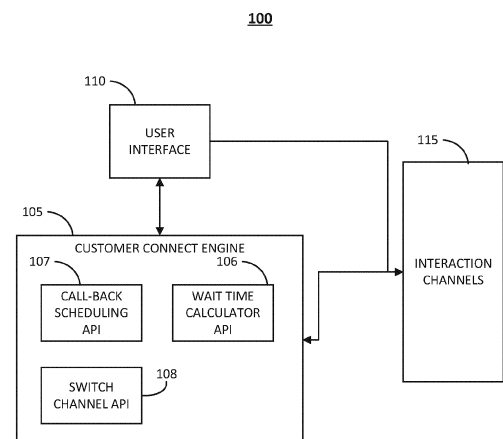 100
110
USER
INTERFACE
115
105
CUSTOMER CONNECT ENGINE
107
106
CALL-BACK
SCHEDULING
API
WAIT TIME
CALCULATOR
API
INTERACTION
CHANNELS
108
SWITCH
CHANNEL API